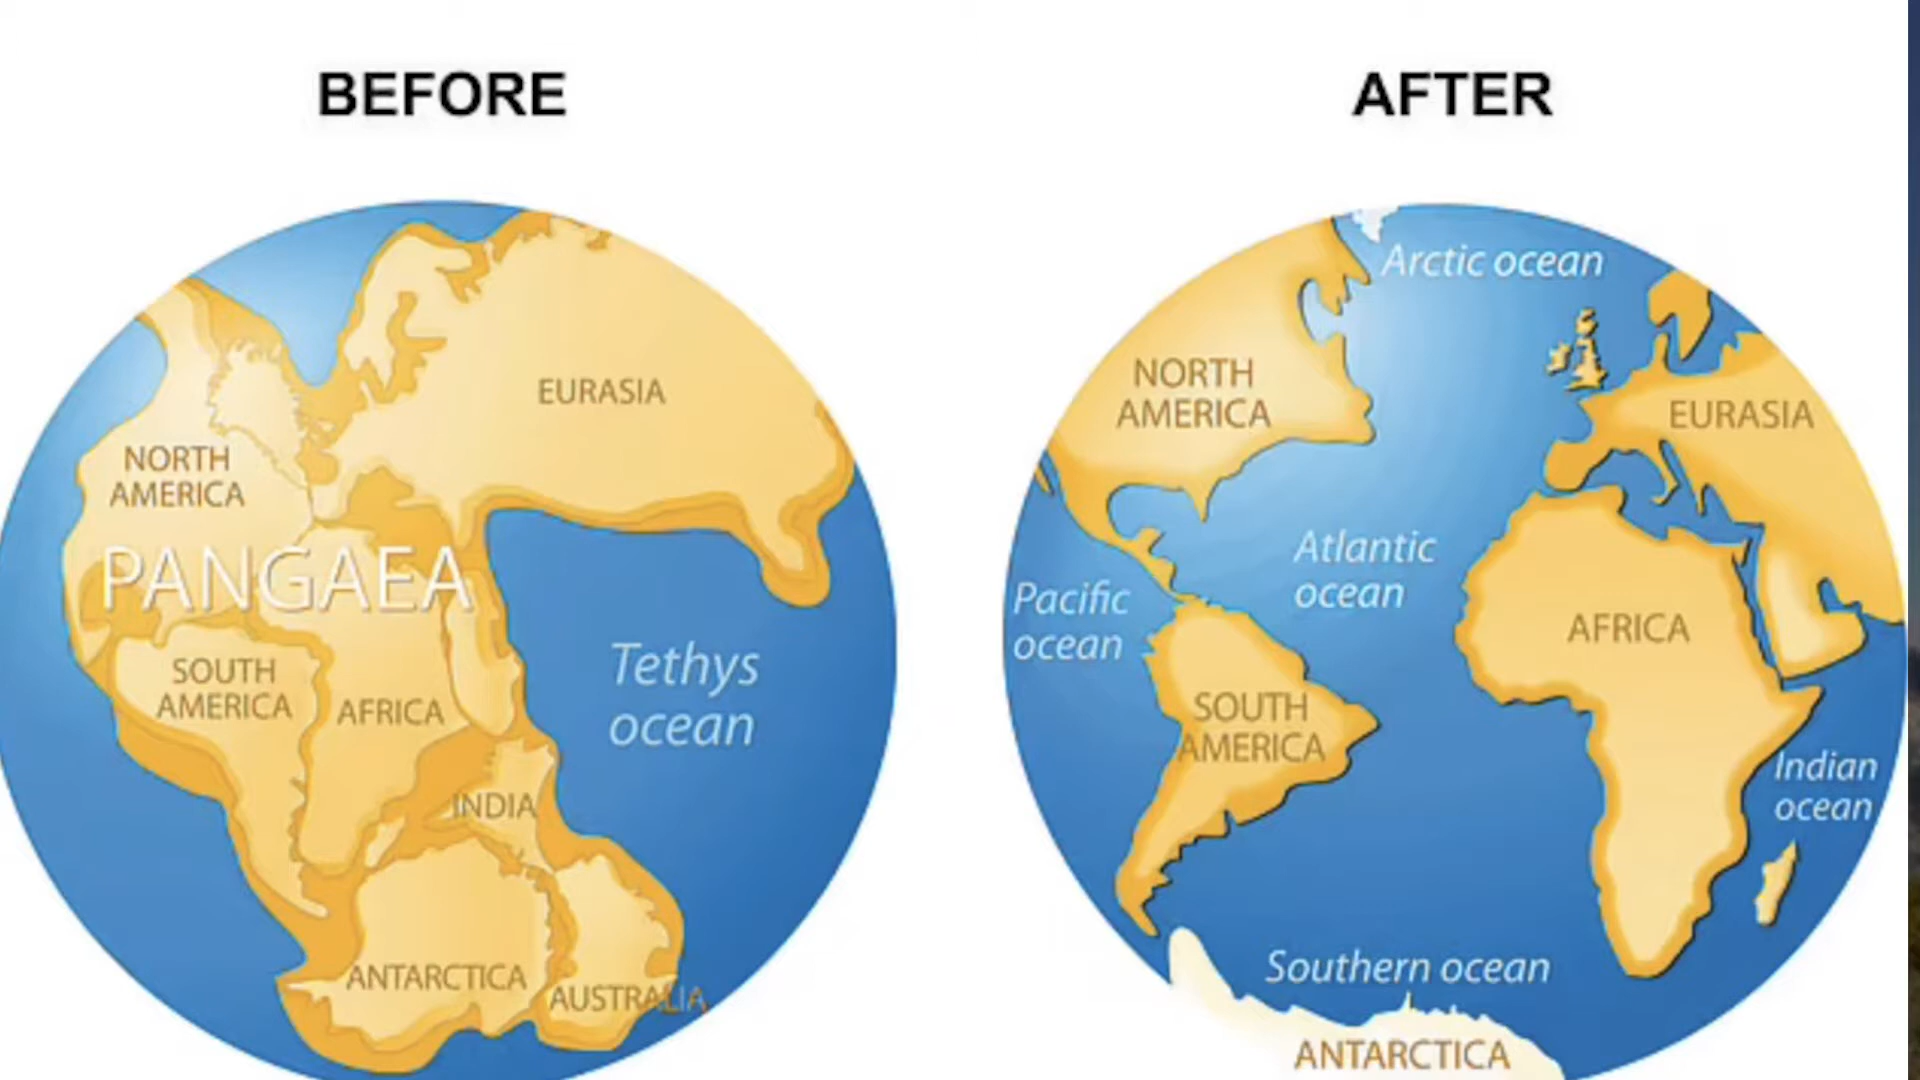 BEFORE
AFTER
EURASIA
NORTH
AMERICA
PANGAEA
SOUTH
AMERICA
AFRICA
Tethys
ocean
INDIA
ANTARCTICA
AUSTRALIA
Arctic ocean
NORTH
AMERICA
EURASIA
Atlantic
ocean
Pacific
ocean
AFRICA
SOUTH
AMERICA
Indian
ocean
Southern ocean
ANTARCTICA